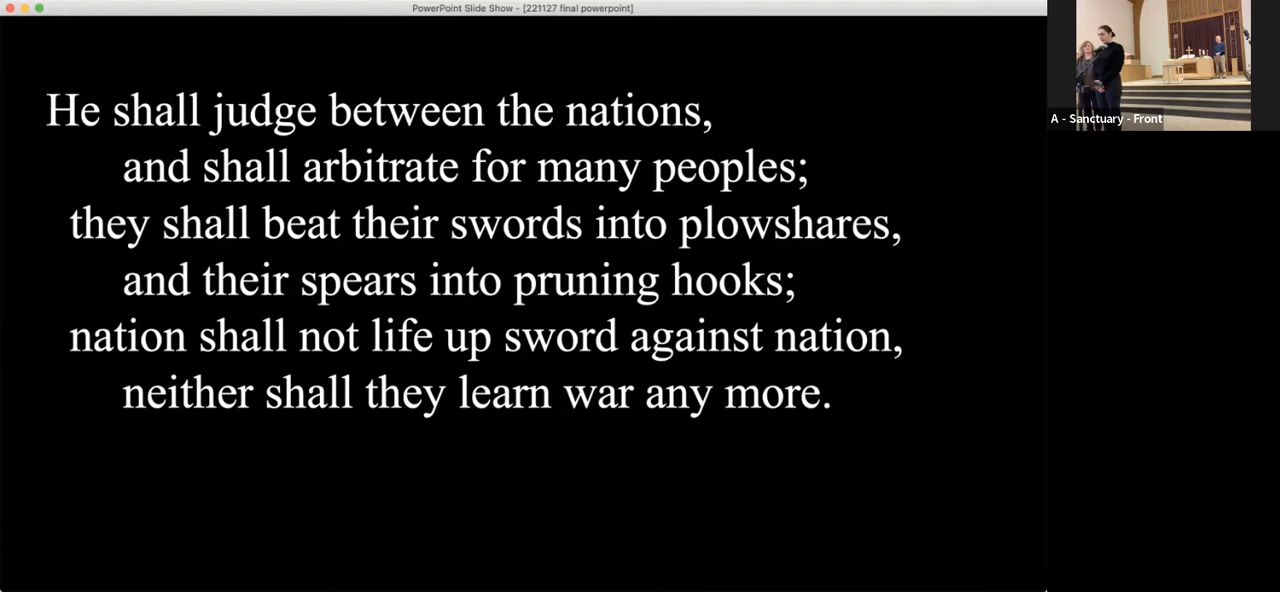 PowerPoint Slide Show - [221127 final powerpoint]
He shall judge between the nations,
and shall arbitrate for many peoples;
they shall beat their swords into plowshares,
and their spears into pruning hooks;
nation shall not life up sword against nation,
neither shall they learn war any more.
A - Sanctuary - Front